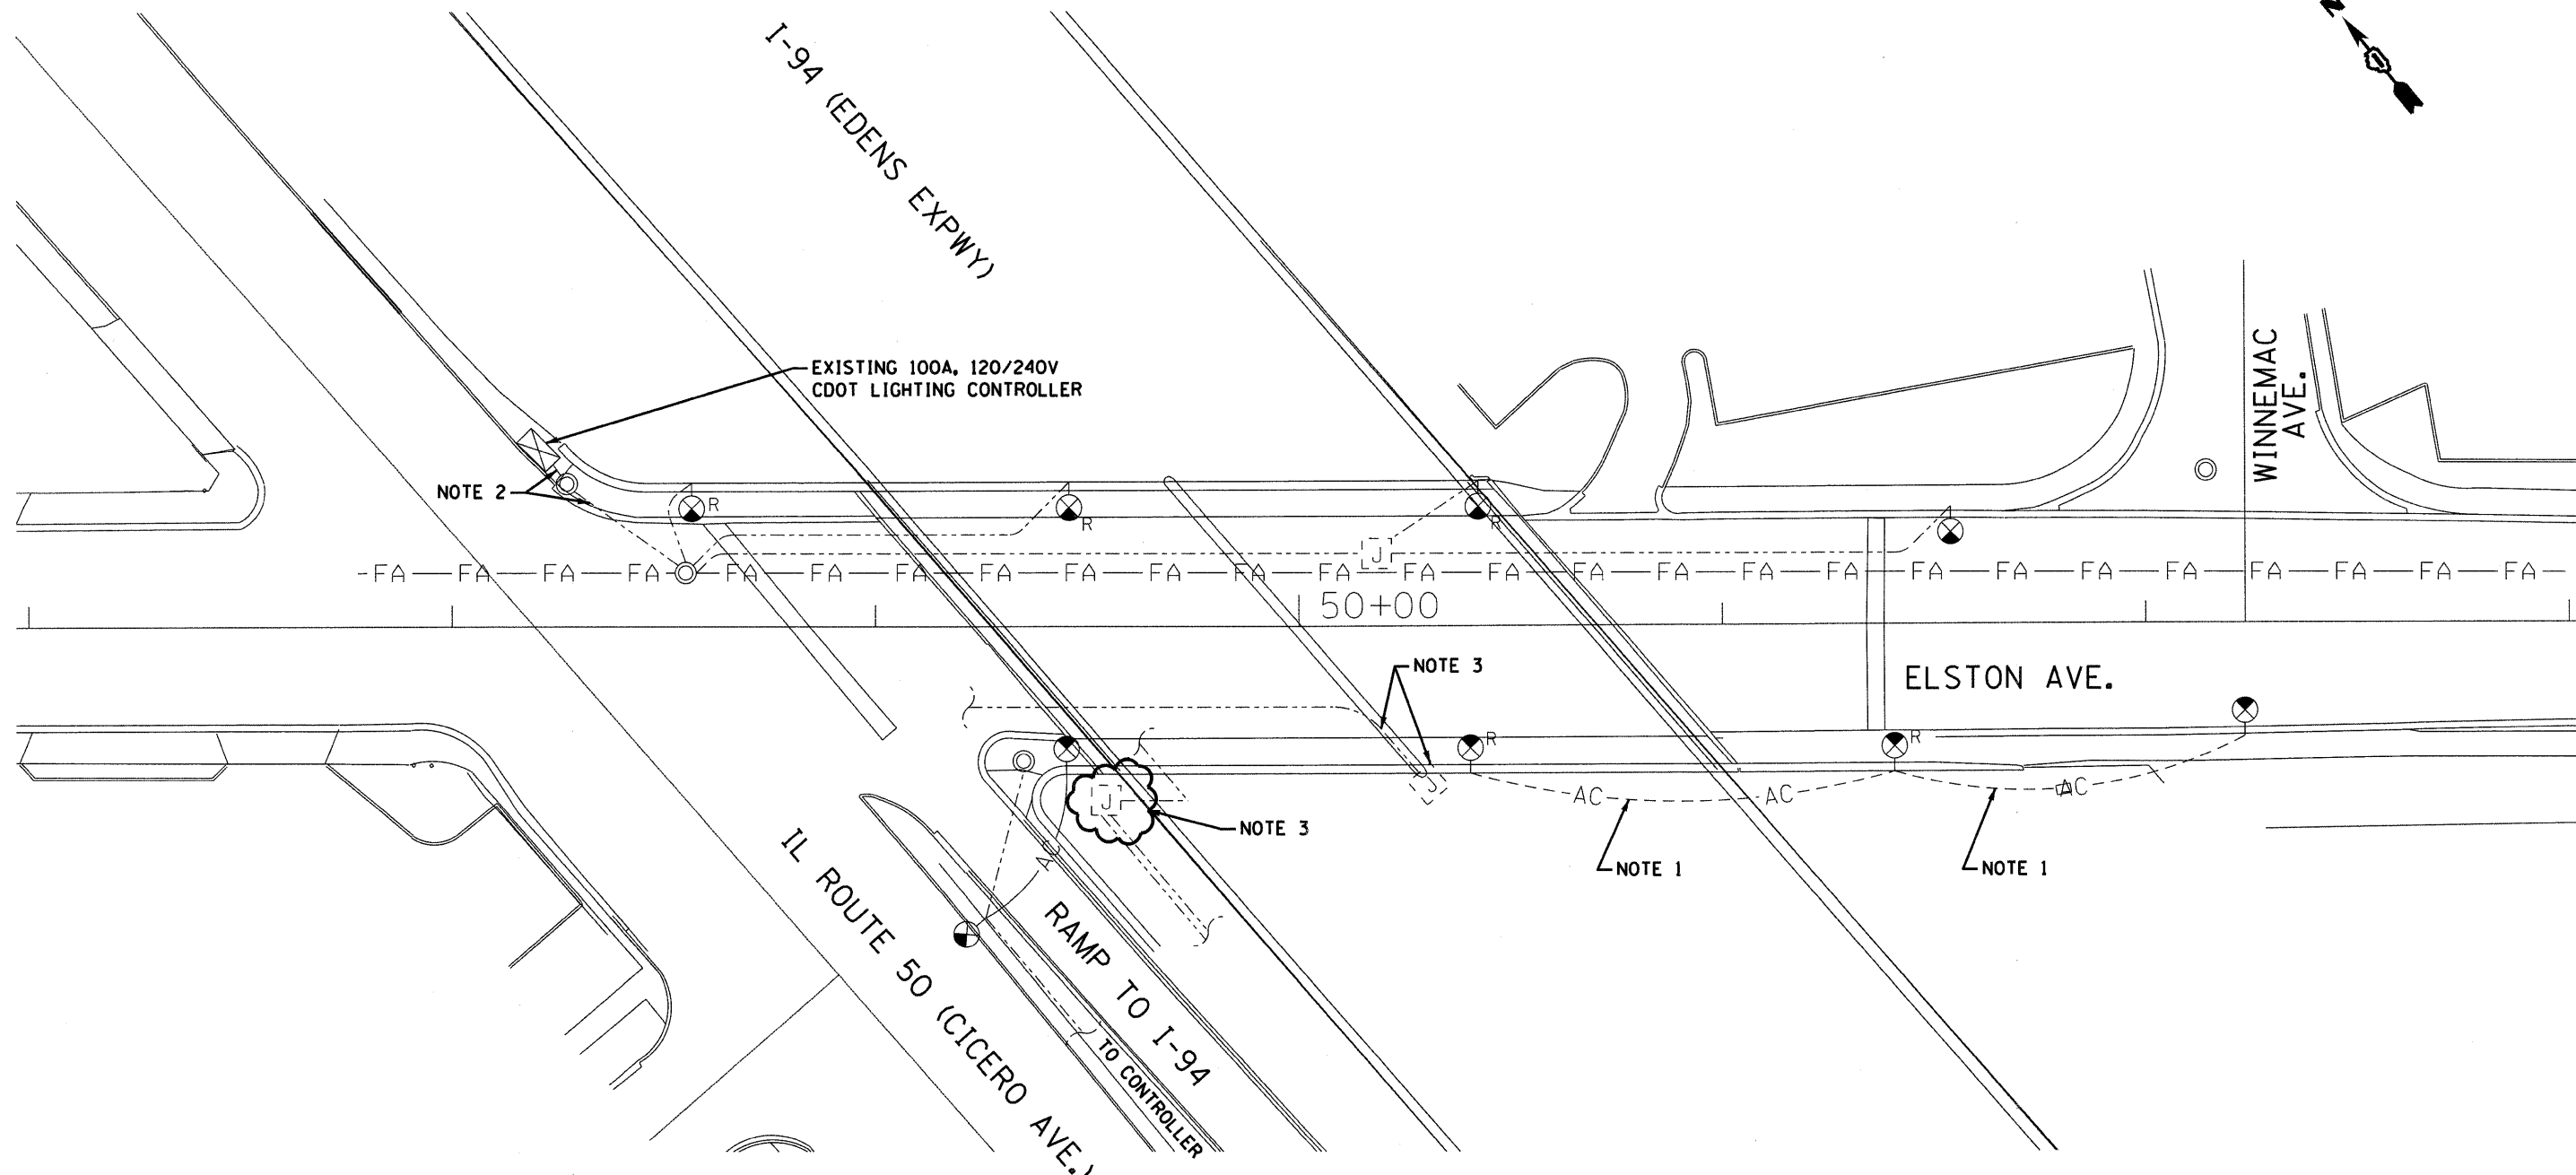 N
I-94 (EDENS EXPWY)
EXISTING 100A, 120/240V
CDOT LIGHTING CONTROLLER
WINNEMAC
AVE.
NOTE 2
R
R
R
J
-FA-FA-FA-FA FA-FA-FA-FA-FA-FA-FA-FA-FA-FA-FA-FA-FA-FA-FA-FA-FA-FA-FA-FA-FA-FA-
50+00
NOTE 3
ELSTON AVE.
R
R
J
J
AC
AC
AC
NOTE 3
NOTE 1
NOTE 1
AC
IL ROUTE 50 (CICERO AVE.)
RAMP TO I-94
TO CONTROLLER